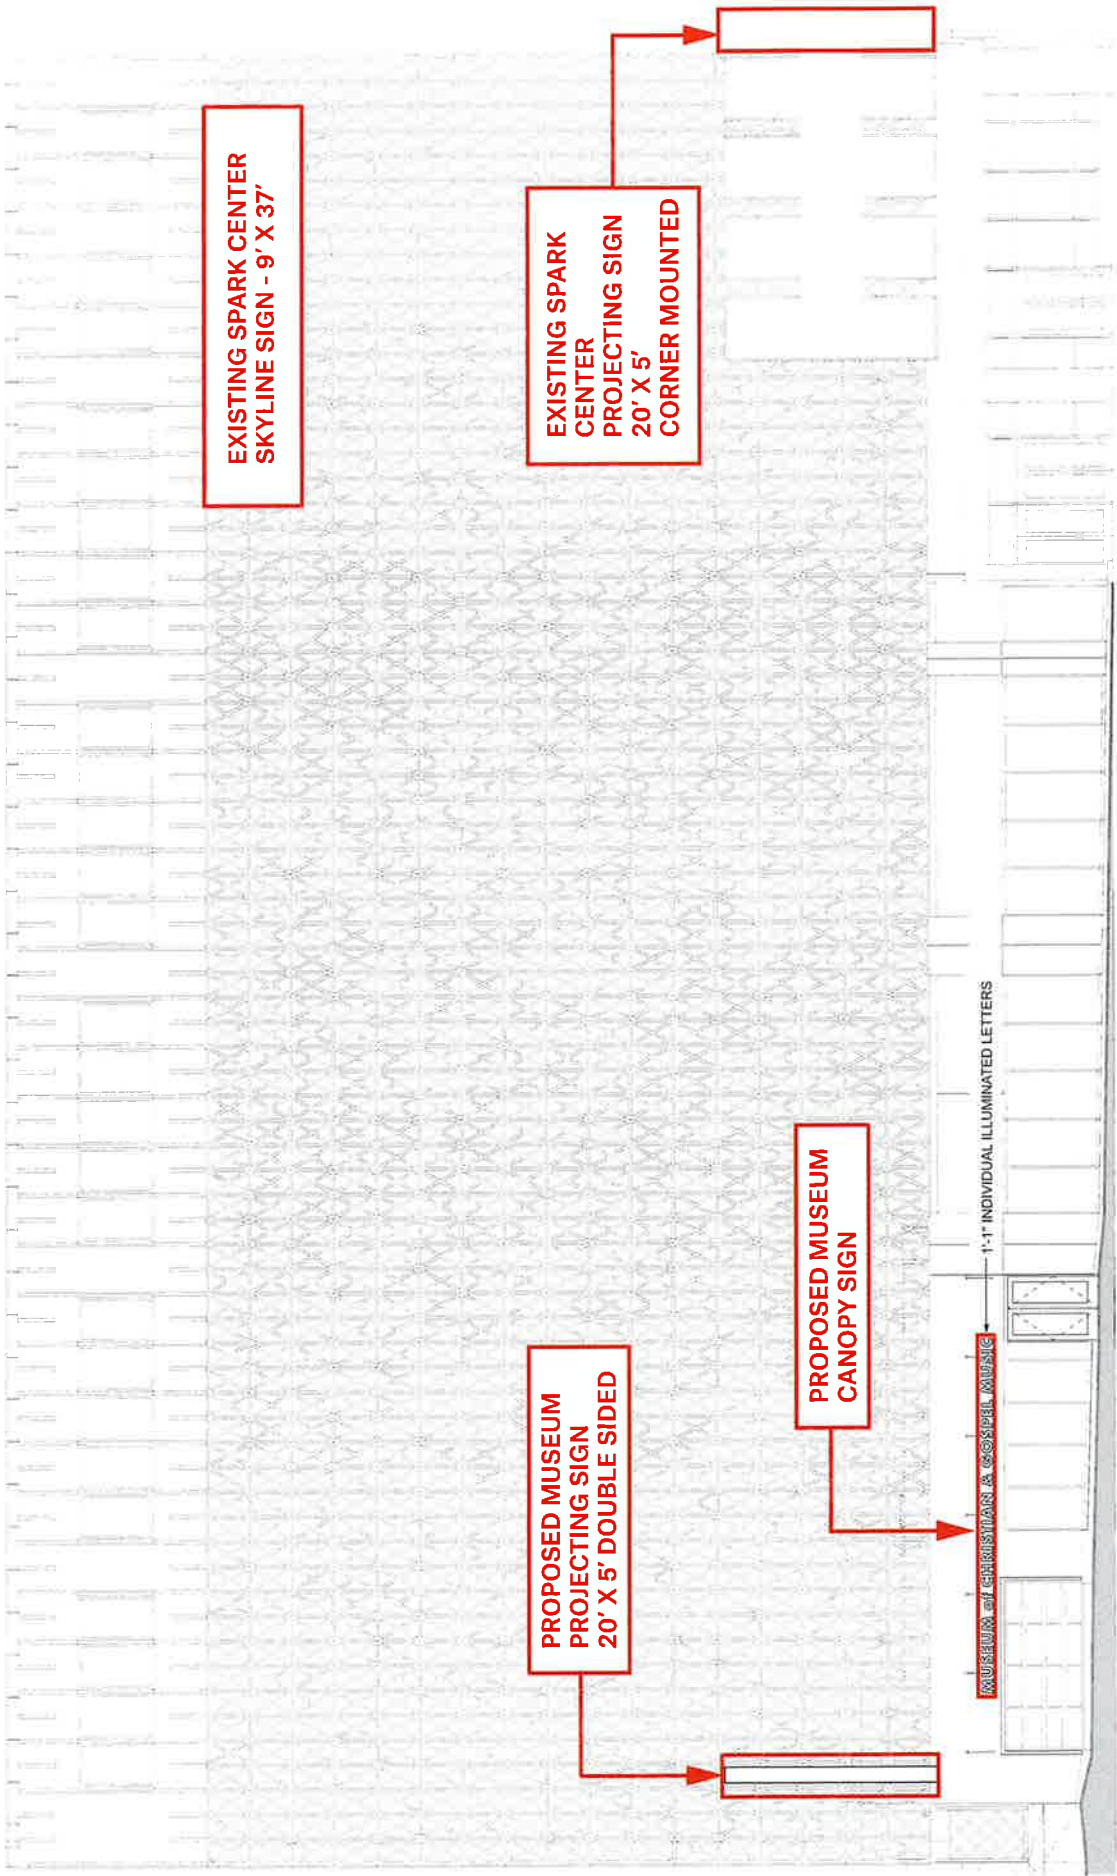 EXISTING SPARK CENTER
SKYLINE SIGN - 9' X 37'
EXISTING SPARK
CENTER
PROJECTING SIGN
20' X 5'
CORNER MOUNTED
PROPOSED MUSEUM
PROJECTING SIGN
20' X 5' DOUBLE SIDED
PROPOSED MUSEUM
CANOPY SIGN
MUSEUM of CHRISTIAN & GOSPEL MUSIC
1'-1" INDIVIDUAL ILLUMINATED LETTERS